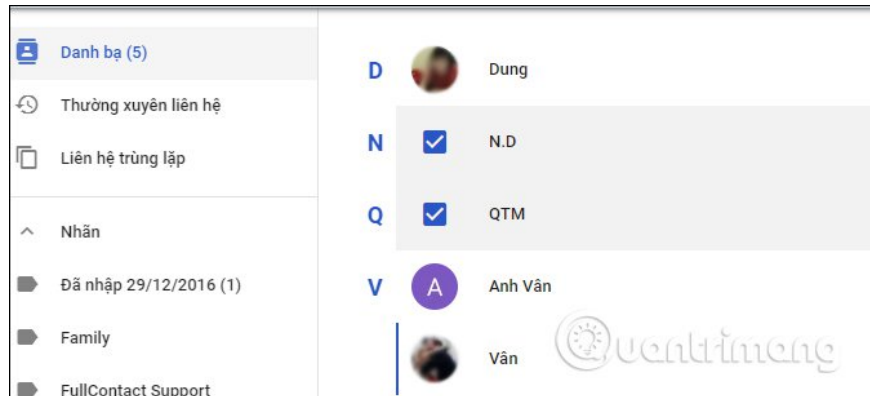 Danh bạ (5)
Thường xuyên liên hệ
Liên hệ trùng lặp
Nhãn
Đã nhập 29/12/2016 (1)
Family
FullContact Support
D
Dung
N
N.D
Q
QTM
V
A
Anh Vân
Vân
Quantrimang